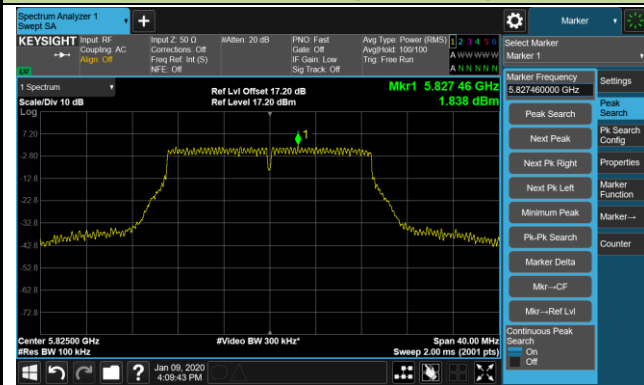 Spectrum Analyzer 1
Swept SA
Marker
KEYSIGHT
Input: RF
Coupling: AC
Align: Off
Input Z: 50 Ω
Corrections: Off
Freq Ref: Int (S)
NFE: Off
#Atten: 20 dB
PNO: Fast
Gate: Off
IF Gain: Low
Sig Track: Off
Avg Type: Power (RMS)
Avg|Hold: 100/100
Trig: Free Run
1 2 3 4 5 6
A W W W W W
A N N N N N
Select Marker
Marker 1
1 Spectrum
Scale/Div 10 dB
Log
Ref Lvl Offset 17.20 dB
Ref Level 17.20 dBm
Mkr1 5.827 46 GHz
1.838 dBm
1
7.20
-2.80
-12.8
-22.8
-32.8
-42.8
-52.8
-62.8
-72.8
Center 5.82500 GHz
#Res BW 100 kHz
#Video BW 300 kHz*
Span 40.00 MHz
Sweep 2.00 ms (2001 pts)
Marker Frequency
5.827460000 GHz
Peak Search
Next Peak
Next Pk Right
Next Pk Left
Minimum Peak
Pk-Pk Search
Marker Delta
Mkr→CF
Mkr→Ref Lvl
Continuous Peak
Search
On
Off
Settings
Peak
Search
Pk Search
Config
Properties
Marker
Function
Marker→
Counter
Jan 09, 2020
4:09:43 PM